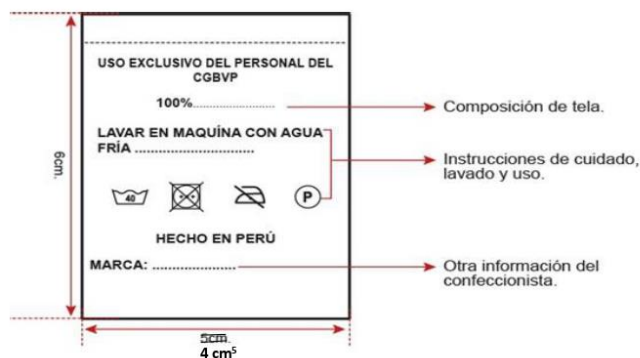 USO EXCLUSIVO DEL PERSONAL DEL
CGBVP
100%........................
Composición de tela.
LAVAR EN MAQUÍNA CON AGUA
FRÍA ..............................
Instrucciones de cuidado,
lavado y uso.
40
P
HECHO EN PERÚ
MARCA: .....................
Otra información del
confeccionista.
6cm.
5cm.
4 cm⁵